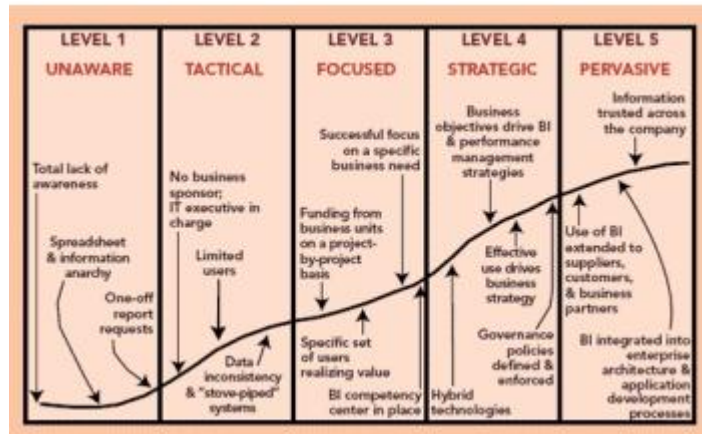 LEVEL 1
UNAWARE
LEVEL 2
TACTICAL
LEVEL 3
FOCUSED
LEVEL 4
STRATEGIC
LEVEL 5
PERVASIVE
Total lack of
awareness
Spreadsheet
& information
anarchy
One-off
report
requests
No business
sponsor;
IT executive in
charge
Limited
users
Data
inconsistency
& "stove-piped"
systems
Successful focus
on a specific
business need
Funding from
business units
on a project-
by-project
basis
Specific set
of users
realizing value
BI competency
center in place
Business
objectives drive BI
& performance
management
strategies
Effective
use drives
business
strategy
Governance
policies
defined &
enforced
Hybrid
technologies
Information
trusted across
the company
Use of BI
extended to
suppliers,
customers,
& business
partners
BI integrated into
enterprise
architecture &
application
development
processes